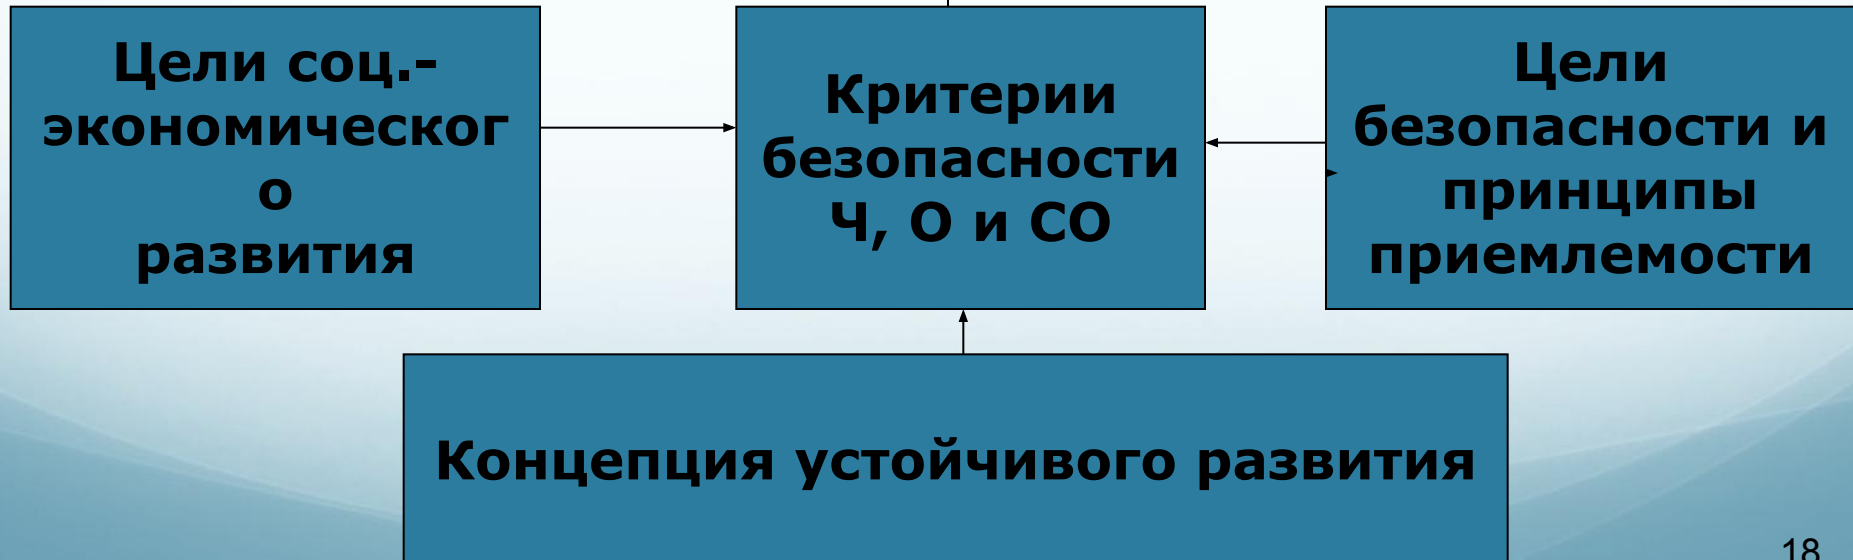 Цели соц.-
экономическог
о
развития
Критерии
безопасности
Ч, О и СО
Цели
безопасности и
принципы
приемлемости
Концепция устойчивого развития
18